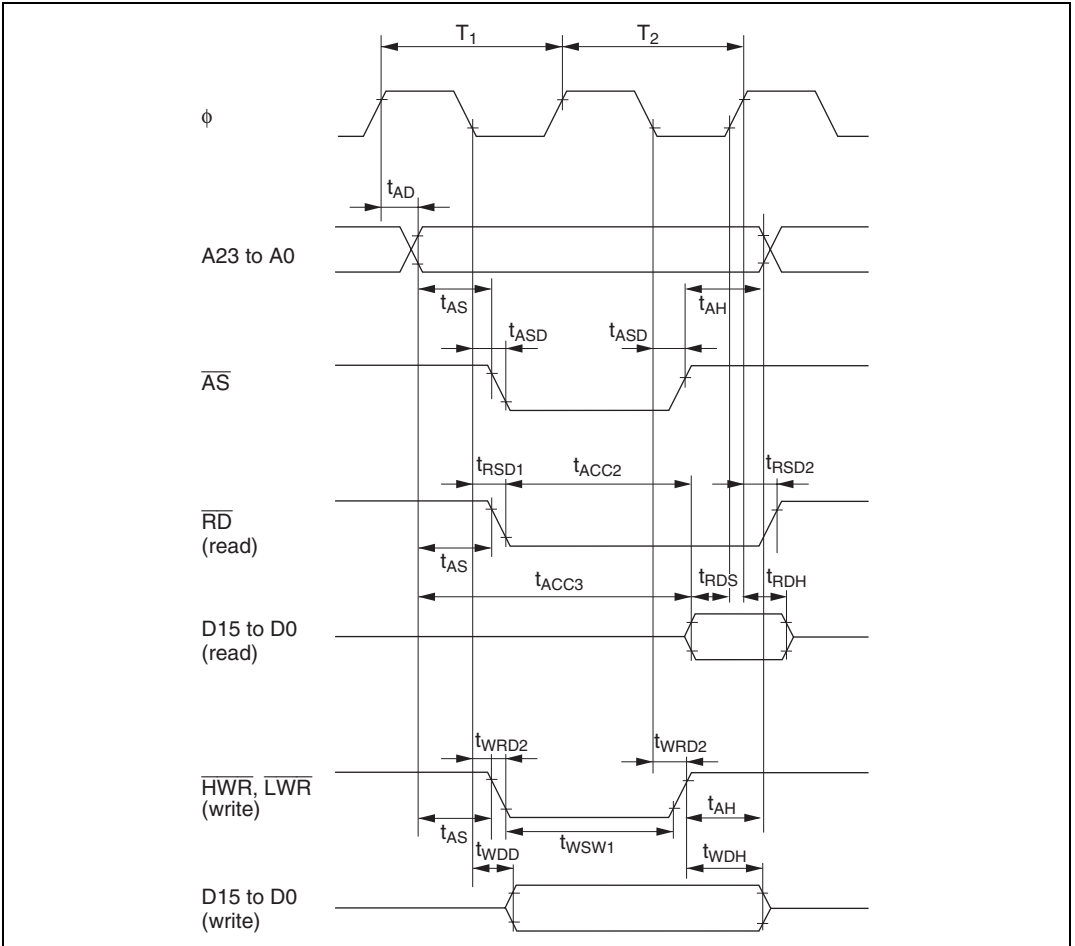 T1 T2
ϕ
tAD
A23 to A0
tAS tAH
tASD tASD
AS
tRSD1 tACC2 tRSD2
RD
(read)
tAS
tACC3 tRDS tRDH
D15 to D0
(read)
tWRD2 tWRD2
HWR, LWR
(write)
tAH
tAS
tWSW1
tWDD tWDH
D15 to D0
(write)